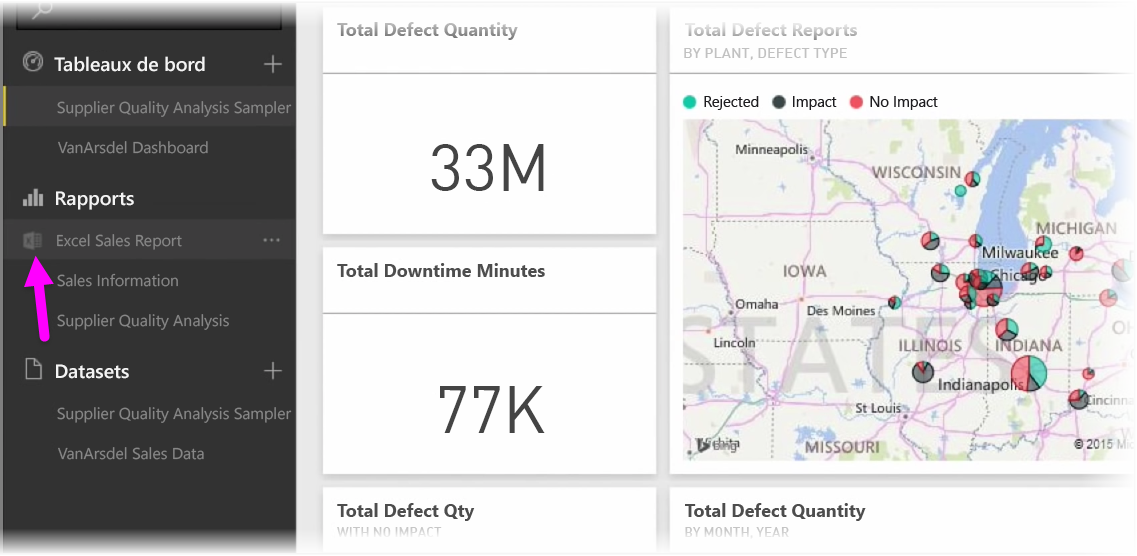 Tableaux de bord
Supplier Quality Analysis Sampler
VanArsdel Dashboard
Rapports
Excel Sales Report
Sales Information
Supplier Quality Analysis
Datasets
Supplier Quality Analysis Sampler
VanArsdel Sales Data
Total Defect Quantity
33M
Total Downtime Minutes
77K
Total Defect Qty
WITH NO IMPACT
Total Defect Reports
BY PLANT, DEFECT TYPE
Rejected Impact No Impact
Minneapolis
WISCONSIN
MICHIGAN
Milwaukee
IOWA
Chicago
Omaha
Des Moines
STATES
Lincoln
ILLINOIS INDIANA
OH
Indianapolis
Cincinna
St Louis
Wichita
Bing
MISSOURI
© 2015 Mic
Total Defect Quantity
BY MONTH, YEAR